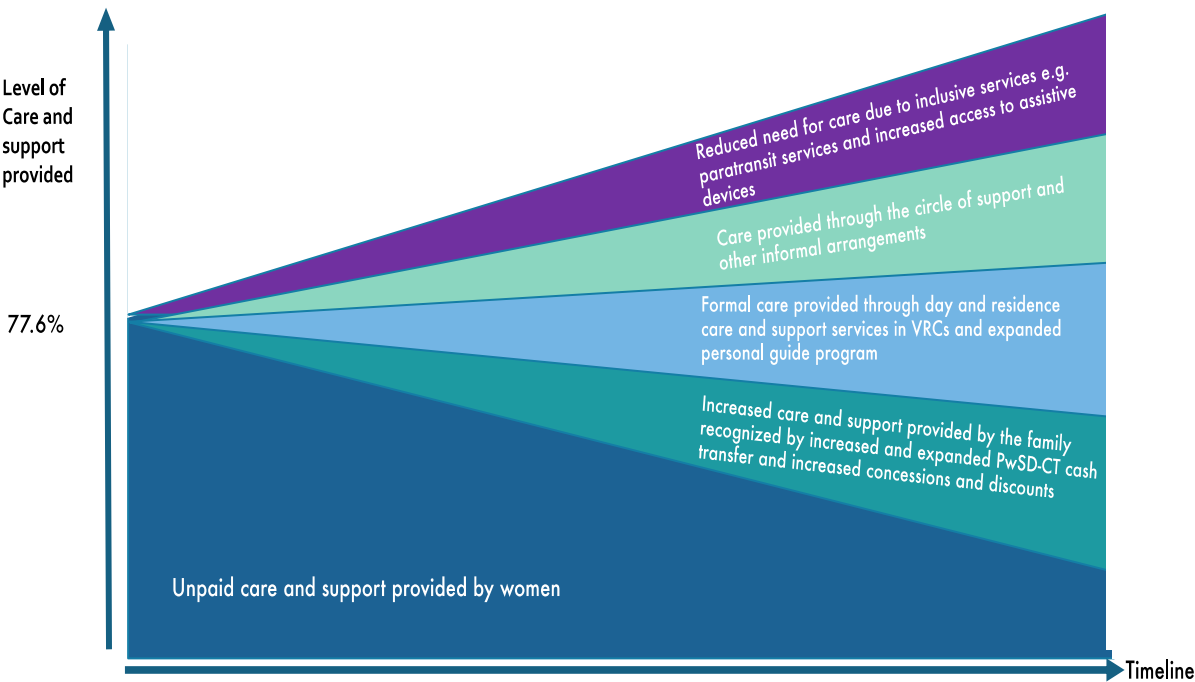 Level of
Care and
support
provided
77.6%
Reduced need for care due to inclusive services e.g.
paratransit services and increased access to assistive
devices
Care provided through the circle of support and
other informal arrangements
Formal care provided through day and residence
care and support services in VRCs and expanded
personal guide program
Increased care and support provided by the family
recognized by increased and expanded PwSD-CT cash
transfer and increased concessions and discounts
Unpaid care and support provided by women
Timeline